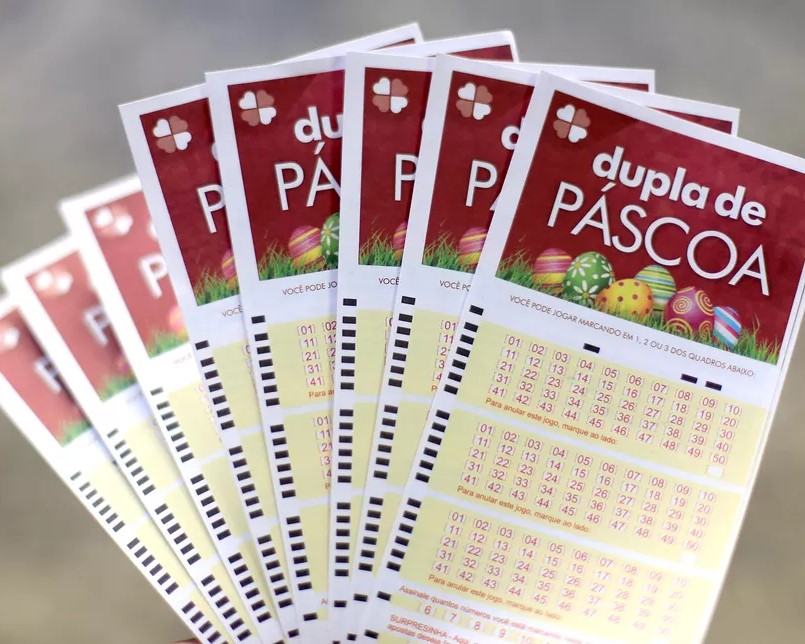 dupla de
PÁSCOA
VOCÊ PODE JOGAR MARCANDO EM 1, 2 OU 3 DOS QUADROS ABAIXO:
01 02 03 04 05 06 07 08 09 10
11 12 13 14 15 16 17 18 19 20
21 22 23 24 25 26 27 28 29 30
31 32 33 34 35 36 37 38 39 40
41 42 43 44 45 46 47 48 49 50
Para anular este jogo, marque ao lado:
01 02 03 04 05 06 07 08 09 10
11 12 13 14 15 16 17 18 19 20
21 22 23 24 25 26 27 28 29 30
31 32 33 34 35 36 37 38 39 40
41 42 43 44 45 46 47 48 49 50
Para anular este jogo, marque ao lado:
01 02 03 04 05 06 07 08 09 10
11 12 13 14 15 16 17 18 19 20
21 22 23 24 25 26 27 28 29 30
31 32 33 34 35 36 37 38 39 40
41 42 43 44 45 46 47 48 49 50
Para anular este jogo, marque ao lado:
Assinale quantos números você está marcando
6 7 8 9 10
SURPRESINHA